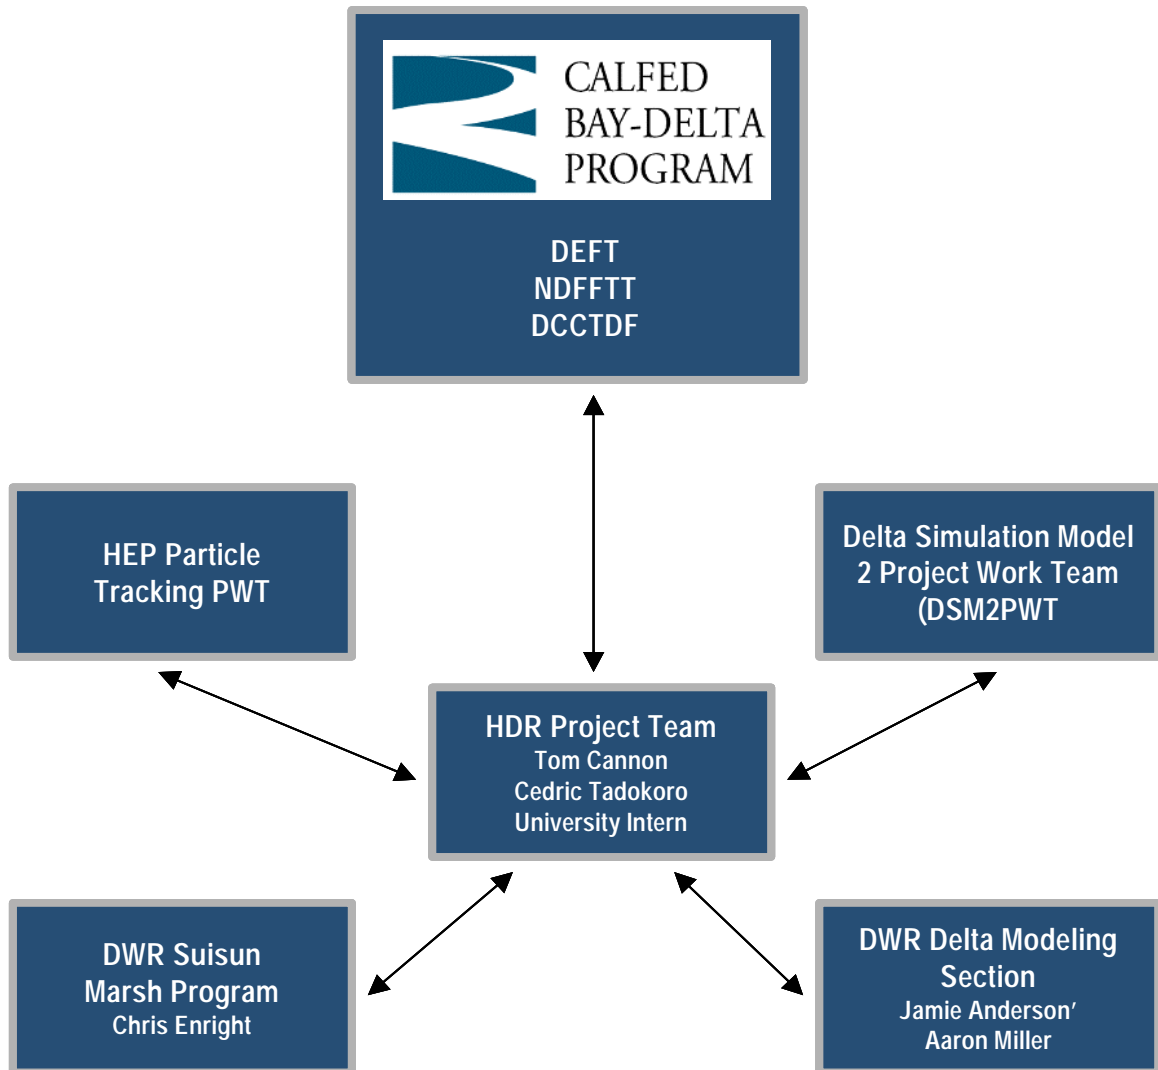 CALFED
BAY-DELTA
PROGRAM
DEFT
NDFFTT
DCCTDF
HEP Particle
Tracking PWT
Delta Simulation Model
2 Project Work Team
(DSM2PWT
HDR Project Team
Tom Cannon
Cedric Tadokoro
University Intern
DWR Suisun
Marsh Program
Chris Enright
DWR Delta Modeling
Section
Jamie Anderson’
Aaron Miller